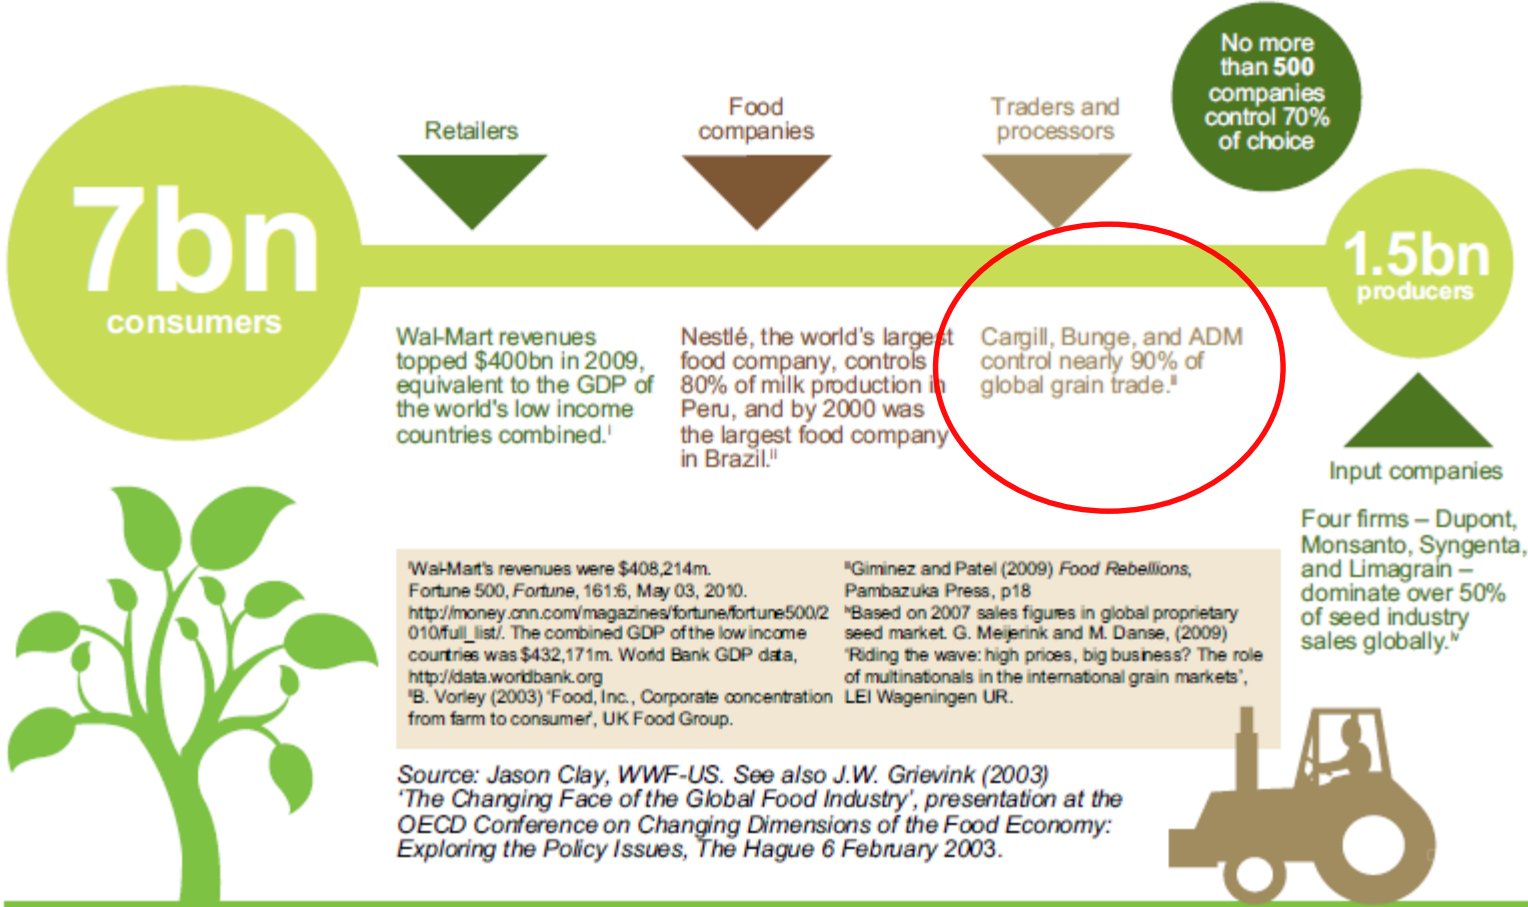 No more
than 500
companies
control 70%
of choice
Retailers
Food
companies
Traders and
processors
7bn
consumers
1.5bn
producers
Wal-Mart revenues
topped $400bn in 2009,
equivalent to the GDP of
the world's low income
countries combined.ⁱ
Nestlé, the world's largest
food company, controls
80% of milk production in
Peru, and by 2000 was
the largest food company
in Brazil.ⁱⁱ
Cargill, Bunge, and ADM
control nearly 90% of
global grain trade.ⁱⁱⁱ
Input companies
Four firms – Dupont,
Monsanto, Syngenta,
and Limagrain –
dominate over 50%
of seed industry
sales globally.ⁱᵛ
ⁱWal-Mart's revenues were $408,214m.
Fortune 500, Fortune, 161:6, May 03, 2010.
http://money.cnn.com/magazines/fortune/fortune500/2
010/full_list/. The combined GDP of the low income
countries was $432,171m. World Bank GDP data,
http://data.worldbank.org
ⁱⁱB. Vorley (2003) 'Food, Inc., Corporate concentration
from farm to consumer', UK Food Group.
ⁱⁱⁱGiminez and Patel (2009) Food Rebellions,
Pambazuka Press, p18
ⁱᵛBased on 2007 sales figures in global proprietary
seed market. G. Meijerink and M. Danse, (2009)
'Riding the wave: high prices, big business? The role
of multinationals in the international grain markets',
LEI Wageningen UR.
Source: Jason Clay, WWF-US. See also J.W. Grievink (2003)
'The Changing Face of the Global Food Industry', presentation at the
OECD Conference on Changing Dimensions of the Food Economy:
Exploring the Policy Issues, The Hague 6 February 2003.